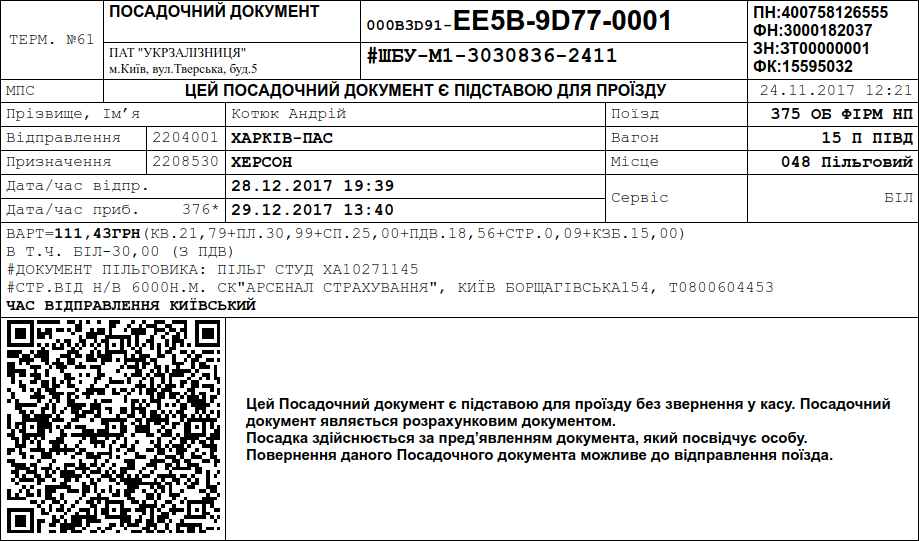 ТЕРМ. №61
ПОСАДОЧНИЙ ДОКУМЕНТ
ПАТ "УКРЗАЛІЗНИЦЯ"
м.Київ, вул.Тверська, буд.5
000B3D91-EE5B-9D77-0001
#ШБУ-М1-3030836-2411
ПН:400758126555
ФН:3000182037
ЗН:ЗТ00000001
ФК:15595032
МПС ЦЕЙ ПОСАДОЧНИЙ ДОКУМЕНТ Є ПІДСТАВОЮ ДЛЯ ПРОЇЗДУ 24.11.2017 12:21
Прізвище, Ім’я Котюк Андрій Поїзд 375 ОБ ФІРМ НП
Відправлення 2204001 ХАРКІВ-ПАС Вагон 15 П ПІВД
Призначення 2208530 ХЕРСОН Місце 048 Пільговий
Дата/час відпр. 28.12.2017 19:39
Сервіс БІЛ
Дата/час приб. 376* 29.12.2017 13:40
ВАРТ=111,43ГРН(КВ.21,79+ПЛ.30,99+СП.25,00+ПДВ.18,56+СТР.0,09+КЗБ.15,00)
В Т.Ч. БІЛ-30,00 (З ПДВ)
#ДОКУМЕНТ ПІЛЬГОВИКА: ПІЛЬГ СТУД ХА10271145
#СТР.ВІД Н/В 6000Н.М. СК"АРСЕНАЛ СТРАХУВАННЯ", КИЇВ БОРЩАГІВСЬКА154, Т0800604453
ЧАС ВІДПРАВЛЕННЯ КИЇВСЬКИЙ
Цей Посадочний документ є підставою для проїзду без звернення у касу. Посадочний
документ являється розрахунковим документом.
Посадка здійснюється за пред’явленням документа, який посвідчує особу.
Повернення даного Посадочного документа можливе до відправлення поїзда.